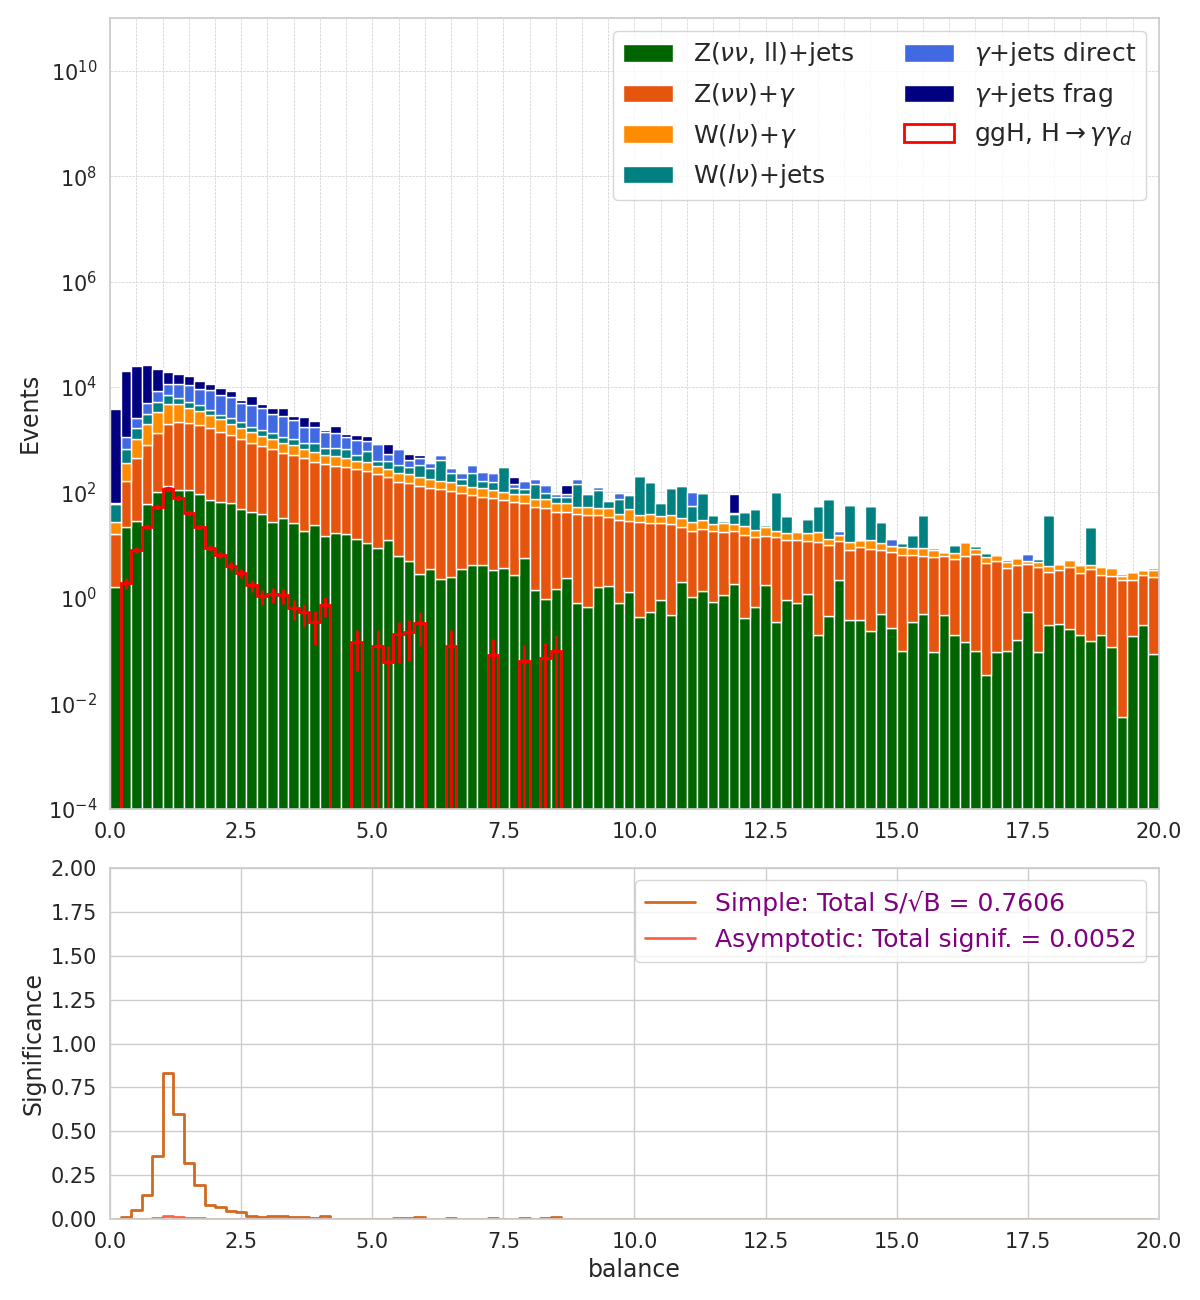 Z(νν, ll)+jets
Z(νν)+γ
W(lν)+γ
W(lν)+jets
γ+jets direct
γ+jets frag
ggH, H→γγ_d
Events
10^10
10^8
10^6
10^4
10^2
10^0
10^−2
10^−4
0.0 2.5 5.0 7.5 10.0 12.5 15.0 17.5 20.0
Simple: Total S/√B = 0.7606
Asymptotic: Total signif. = 0.0052
Significance
2.00
1.75
1.50
1.25
1.00
0.75
0.50
0.25
0.00
0.0 2.5 5.0 7.5 10.0 12.5 15.0 17.5 20.0
balance